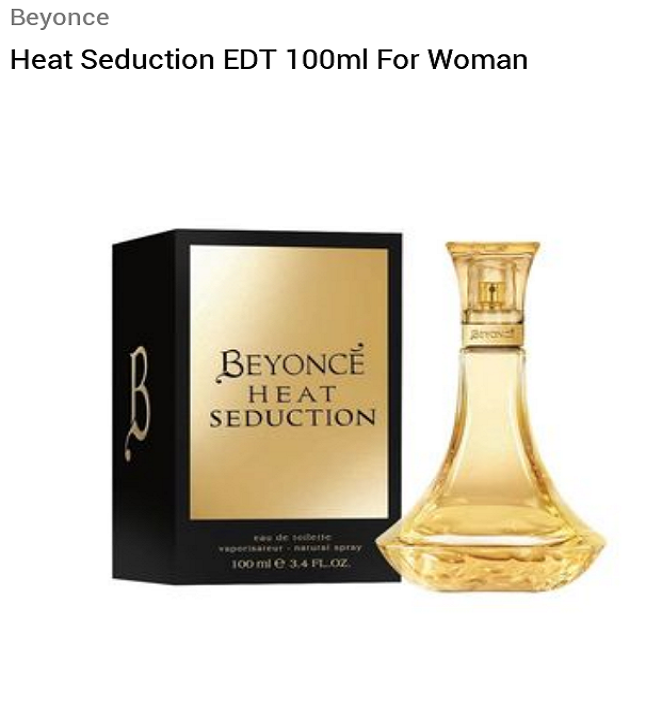 Beyonce
Heat Seduction EDT 100ml For Woman
B
BEYONCÉ
HEAT
SEDUCTION
eau de toilette
vaporisateur - natural spray
100 ml ℮ 3.4 FL.OZ.
BEYONCÉ